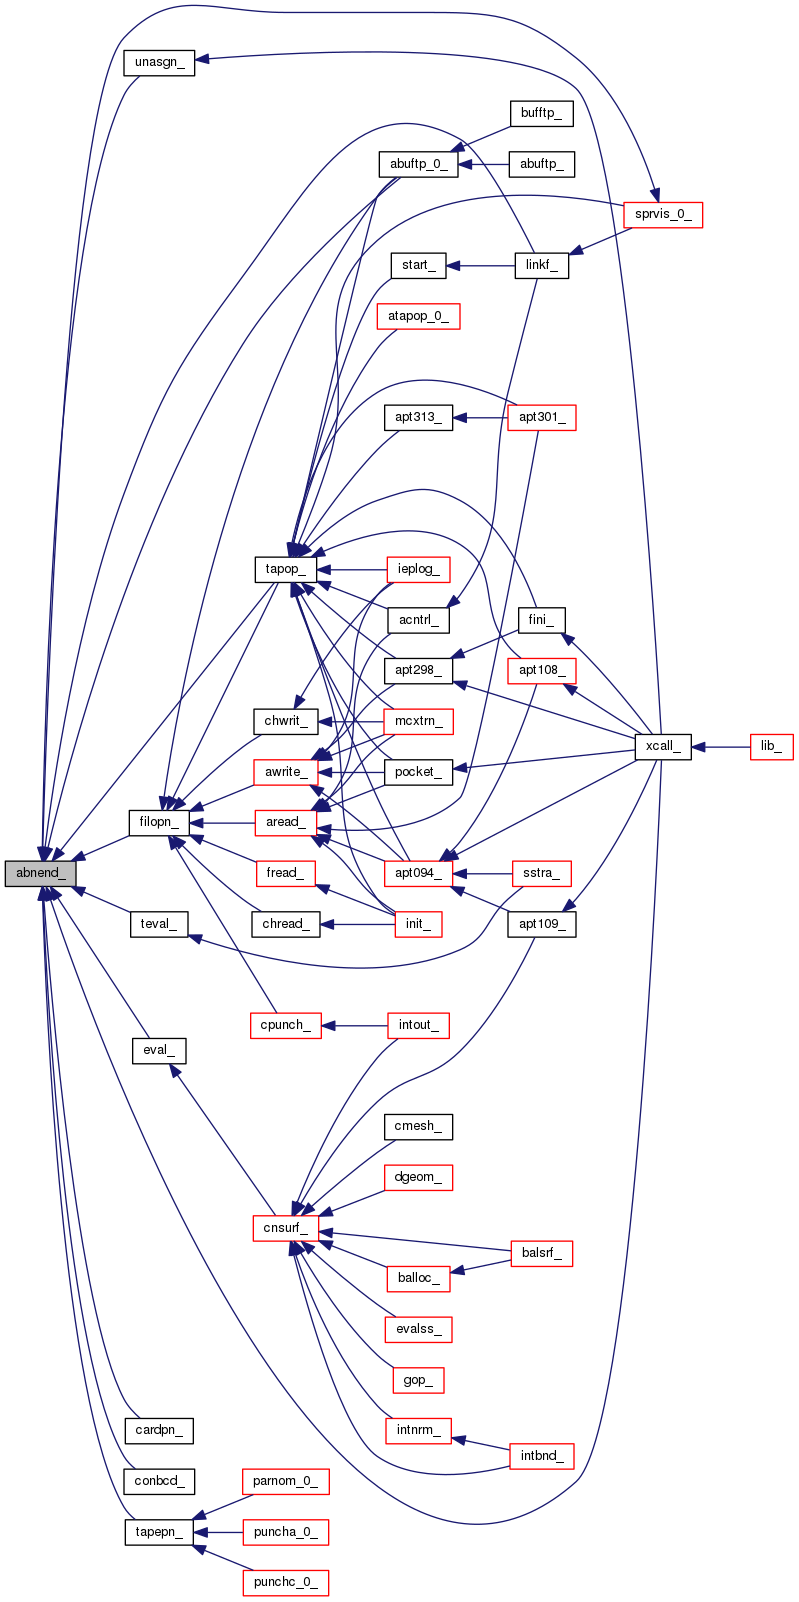 unasgn_
bufftp_
abuftp_0_
abuftp_
sprvis_0_
start_
linkf_
atapop_0_
apt313_
apt301_
tapop_
ieplog_
acntrl_
fini_
apt298_
apt108_
chwrit_
mcxtrn_
xcall_
lib_
awrite_
pocket_
filopn_
aread_
abnend_
fread_
apt094_
sstra_
teval_
chread_
init_
apt109_
cpunch_
intout_
eval_
cmesh_
dgeom_
cnsurf_
balsrf_
balloc_
evalss_
gop_
cardpn_
intnrm_
intbnd_
conbcd_
parnom_0_
tapepn_
puncha_0_
punchc_0_